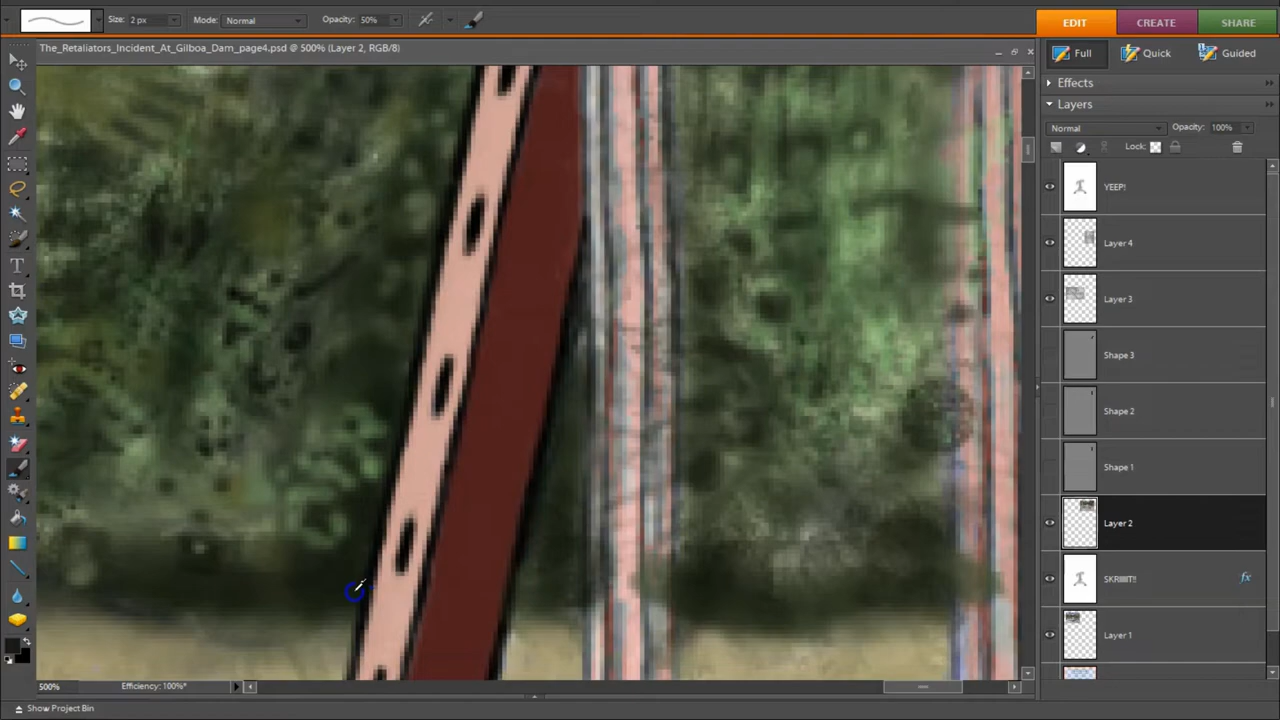 Size: 2 px Mode: Normal Opacity: 50%
EDIT CREATE SHARE
The_Retaliators_Incident_At_Gilboa_Dam_page4.psd @ 500% (Layer 2, RGB/8)
Full Quick Guided
Effects
Layers
Normal Opacity: 100%
Lock:
YEEP!
Layer 4
Layer 3
Shape 3
Shape 2
Shape 1
Layer 2
SKRIIIIIT!! fx
Layer 1
500% Efficiency: 100%*
Show Project Bin